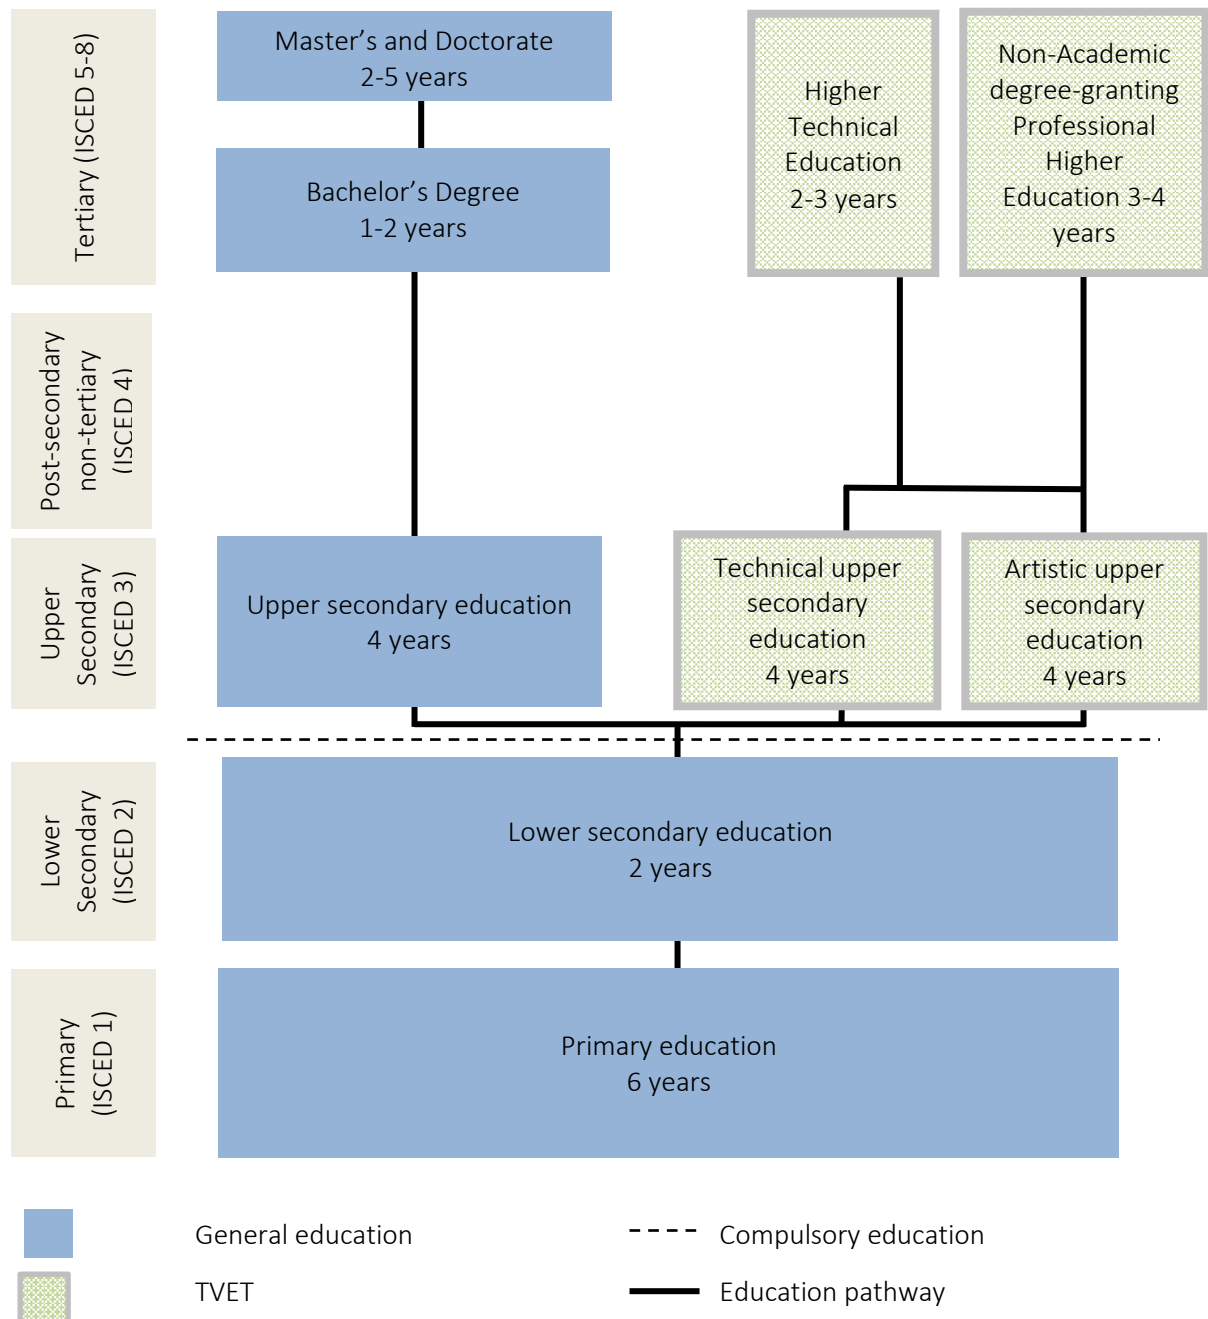 Tertiary (ISCED 5-8)
Master’s and Doctorate
2-5 years
Bachelor’s Degree
1-2 years
Higher
Technical
Education
2-3 years
Non-Academic
degree-granting
Professional
Higher
Education 3-4
years
Post-secondary
non-tertiary
(ISCED 4)
Upper
Secondary
(ISCED 3)
Upper secondary education
4 years
Technical upper
secondary
education
4 years
Artistic upper
secondary
education
4 years
Lower
Secondary
(ISCED 2)
Lower secondary education
2 years
Primary
(ISCED 1)
Primary education
6 years
General education
Compulsory education
TVET
Education pathway